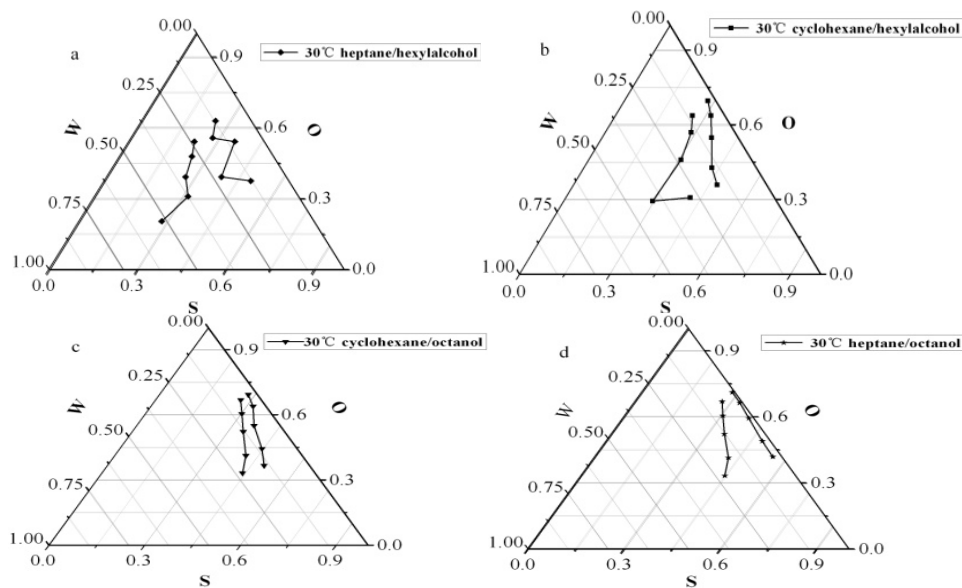 a
30℃ heptane/hexylalcohol
0.00
0.9
0.25
W
0.6
O
0.50
0.3
0.75
1.00
0.0
0.0
0.3
0.6
0.9
S
b
30℃ cyclohexane/hexylalcohol
0.00
0.9
0.25
W
0.6
O
0.50
0.3
0.75
1.00
0.0
0.0
0.3
0.6
0.9
S
c
30℃ cyclohexane/octanol
0.00
0.9
0.25
W
0.6
O
0.50
0.3
0.75
1.00
0.0
0.0
0.3
0.6
0.9
S
d
30℃ heptane/octanol
0.00
0.9
0.25
W
0.6
O
0.50
0.3
0.75
1.00
0.0
0.0
0.3
0.6
0.9
S